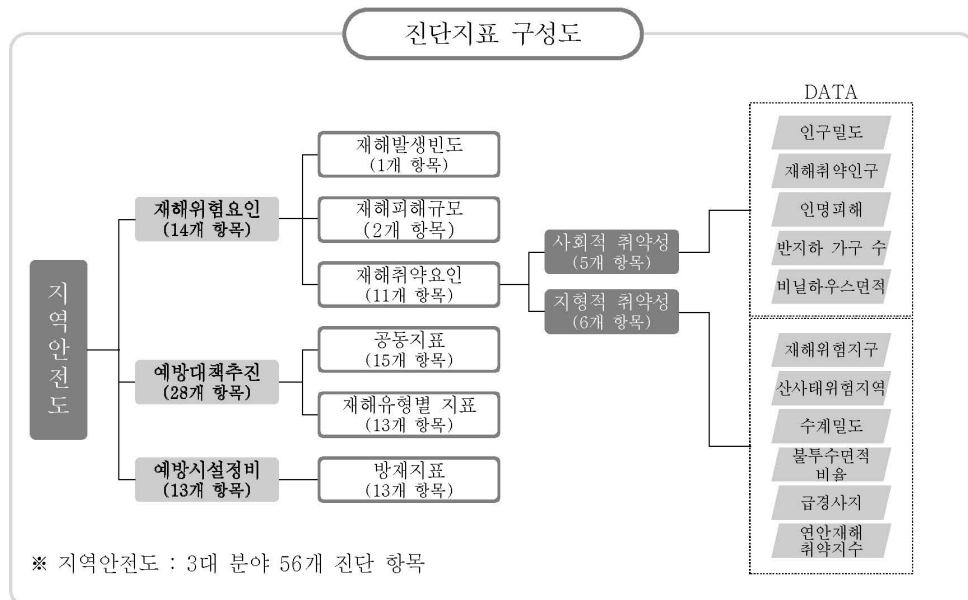 진단지표 구성도
지역안전도
재해위험요인
(14개 항목)
예방대책추진
(28개 항목)
예방시설정비
(13개 항목)
재해발생빈도
(1개 항목)
재해피해규모
(2개 항목)
재해취약요인
(11개 항목)
공동지표
(15개 항목)
재해유형별 지표
(13개 항목)
방재지표
(13개 항목)
사회적 취약성
(5개 항목)
지형적 취약성
(6개 항목)
DATA
인구밀도
재해취약인구
인명피해
반지하 가구 수
비닐하우스면적
재해위험지구
산사태위험지역
수계밀도
불투수면적
비율
급경사지
연안재해
취약지수
※ 지역안전도 : 3대 분야 56개 진단 항목